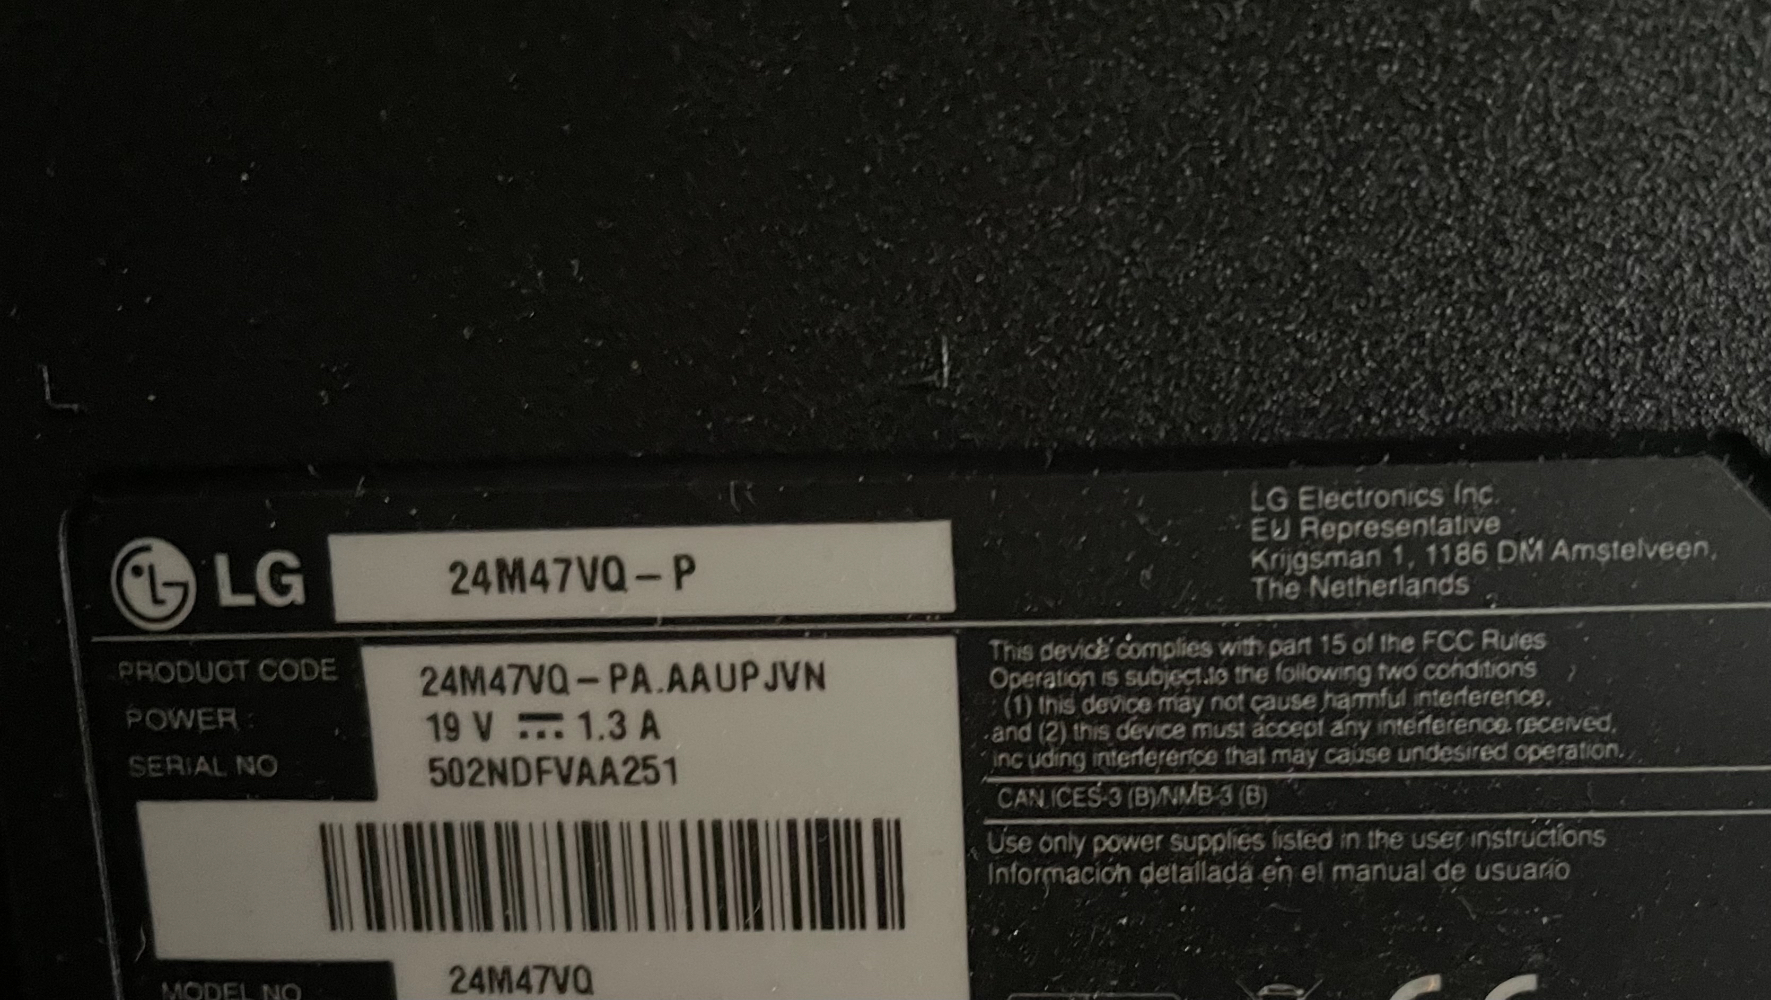 LG
24M47VQ-P
LG Electronics Inc.
EU Representative
Krijgsman 1, 1186 DM Amstelveen,
The Netherlands
PRODUCT CODE 24M47VQ-PA.AAUPJVN
POWER : 19 V ⎓ 1.3 A
SERIAL NO 502NDFVAA251
This device complies with part 15 of the FCC Rules
Operation is subject to the following two conditions
(1) this device may not cause harmful interference,
and (2) this device must accept any interference received,
including interference that may cause undesired operation.
CAN ICES-3 (B)/NMB-3 (B)
Use only power supplies listed in the user instructions
Información detallada en el manual de usuario
MODEL NO 24M47VQ